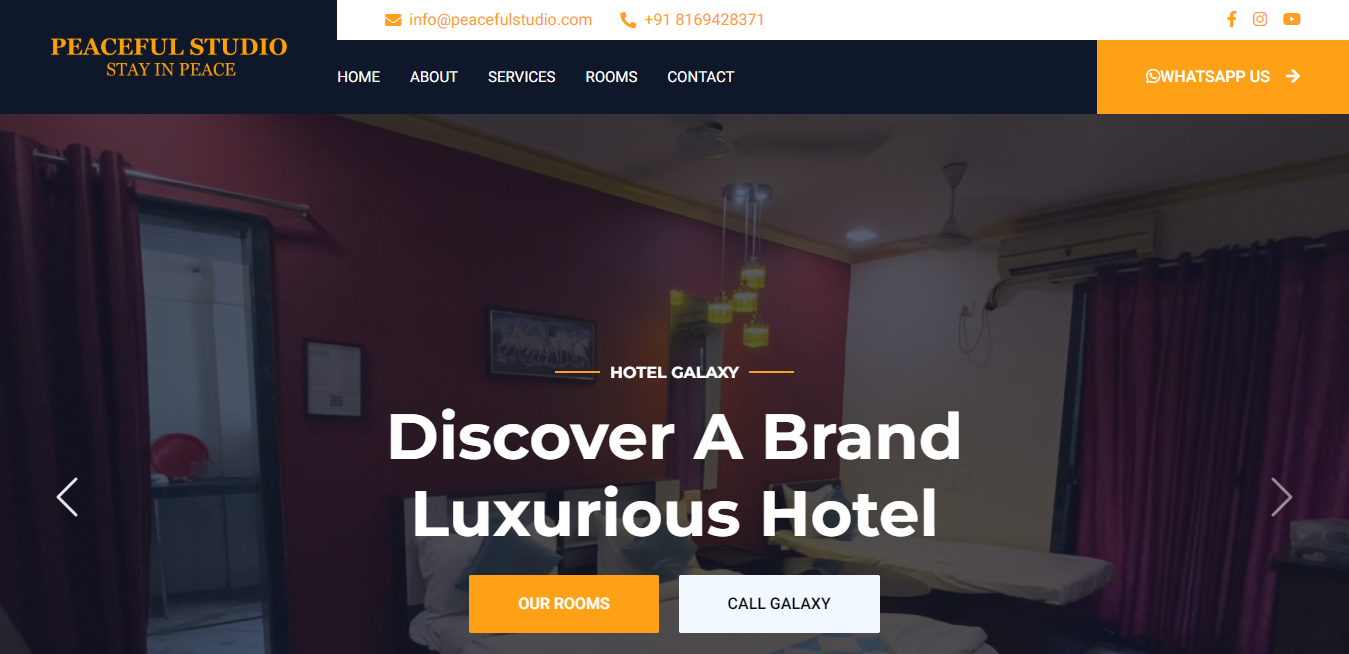 PEACEFUL STUDIO
STAY IN PEACE
info@peacefulstudio.com
+91 8169428371
HOME
ABOUT
SERVICES
ROOMS
CONTACT
WHATSAPP US
HOTEL GALAXY
Discover A Brand
Luxurious Hotel
OUR ROOMS
CALL GALAXY